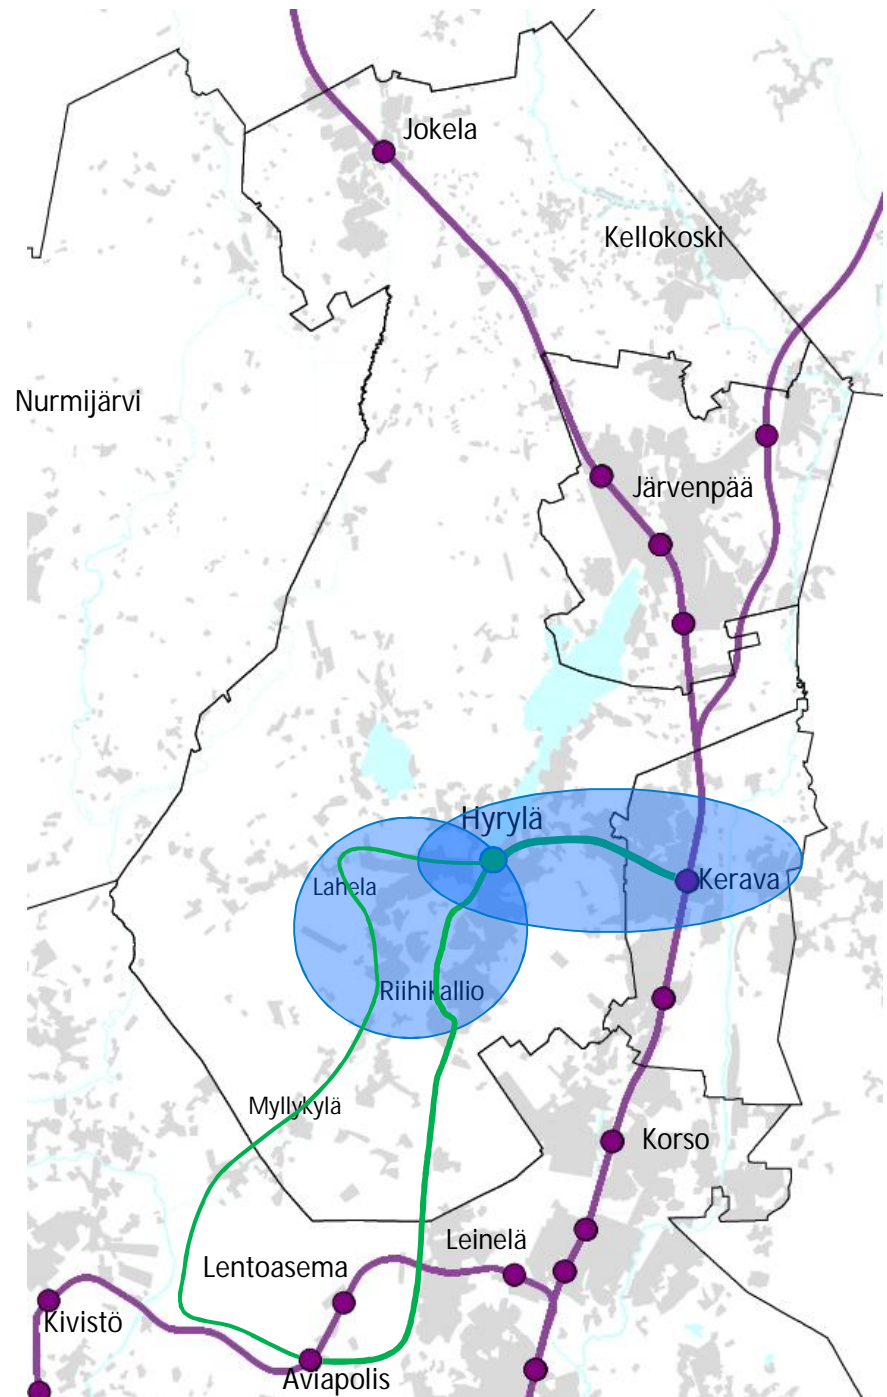 Jokela
Kellokoski
Nurmijärvi
Järvenpää
Hyrylä
Kerava
Lahela
Riihikallio
Myllykylä
Korso
Leinelä
Lentoasema
Kivistö
Aviapolis